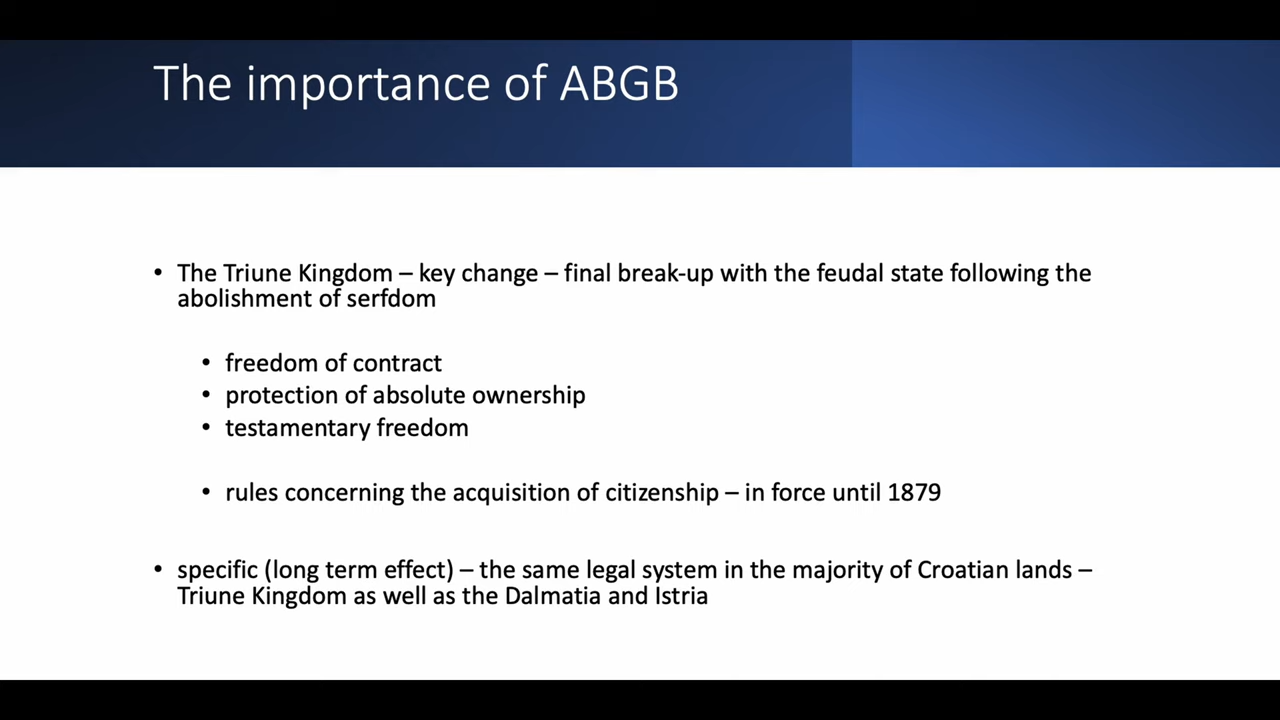 The importance of ABGB
• The Triune Kingdom – key change – final break-up with the feudal state following the
abolishment of serfdom
• freedom of contract
• protection of absolute ownership
• testamentary freedom
• rules concerning the acquisition of citizenship – in force until 1879
• specific (long term effect) – the same legal system in the majority of Croatian lands –
Triune Kingdom as well as the Dalmatia and Istria